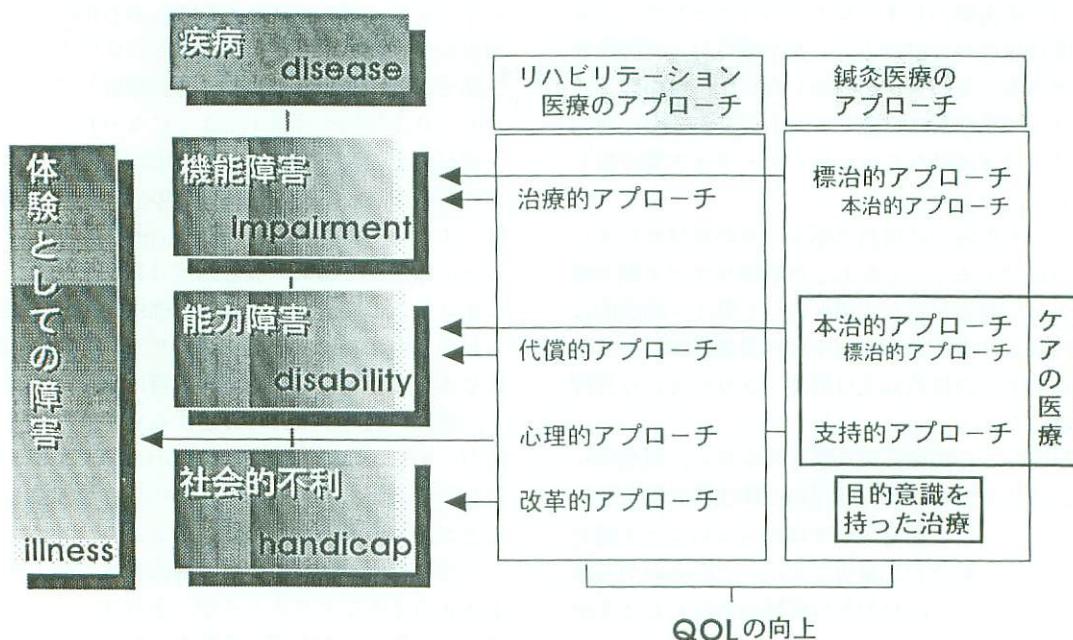 疾病
disease
リハビリテーション
医療のアプローチ
鍼灸医療の
アプローチ
体験としての障害
illness
機能障害
impairment
治療的アプローチ
標治的アプローチ
本治的アプローチ
能力障害
disability
代償的アプローチ
本治的アプローチ
標治的アプローチ
ケアの医療
心理的アプローチ
支持的アプローチ
社会的不利
handicap
改革的アプローチ
目的意識を
持った治療
QOLの向上